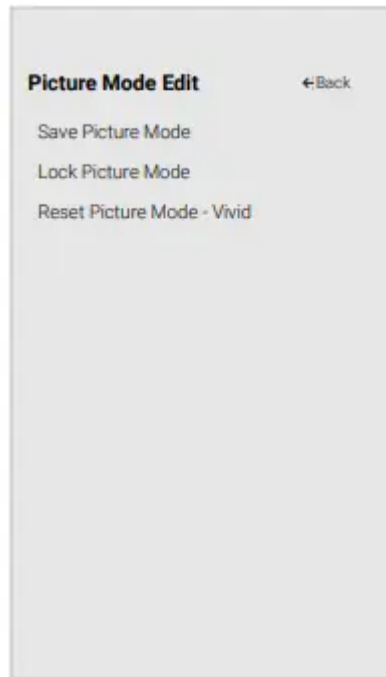 Picture Mode Edit
←Back
Save Picture Mode
Lock Picture Mode
Reset Picture Mode - Vivid